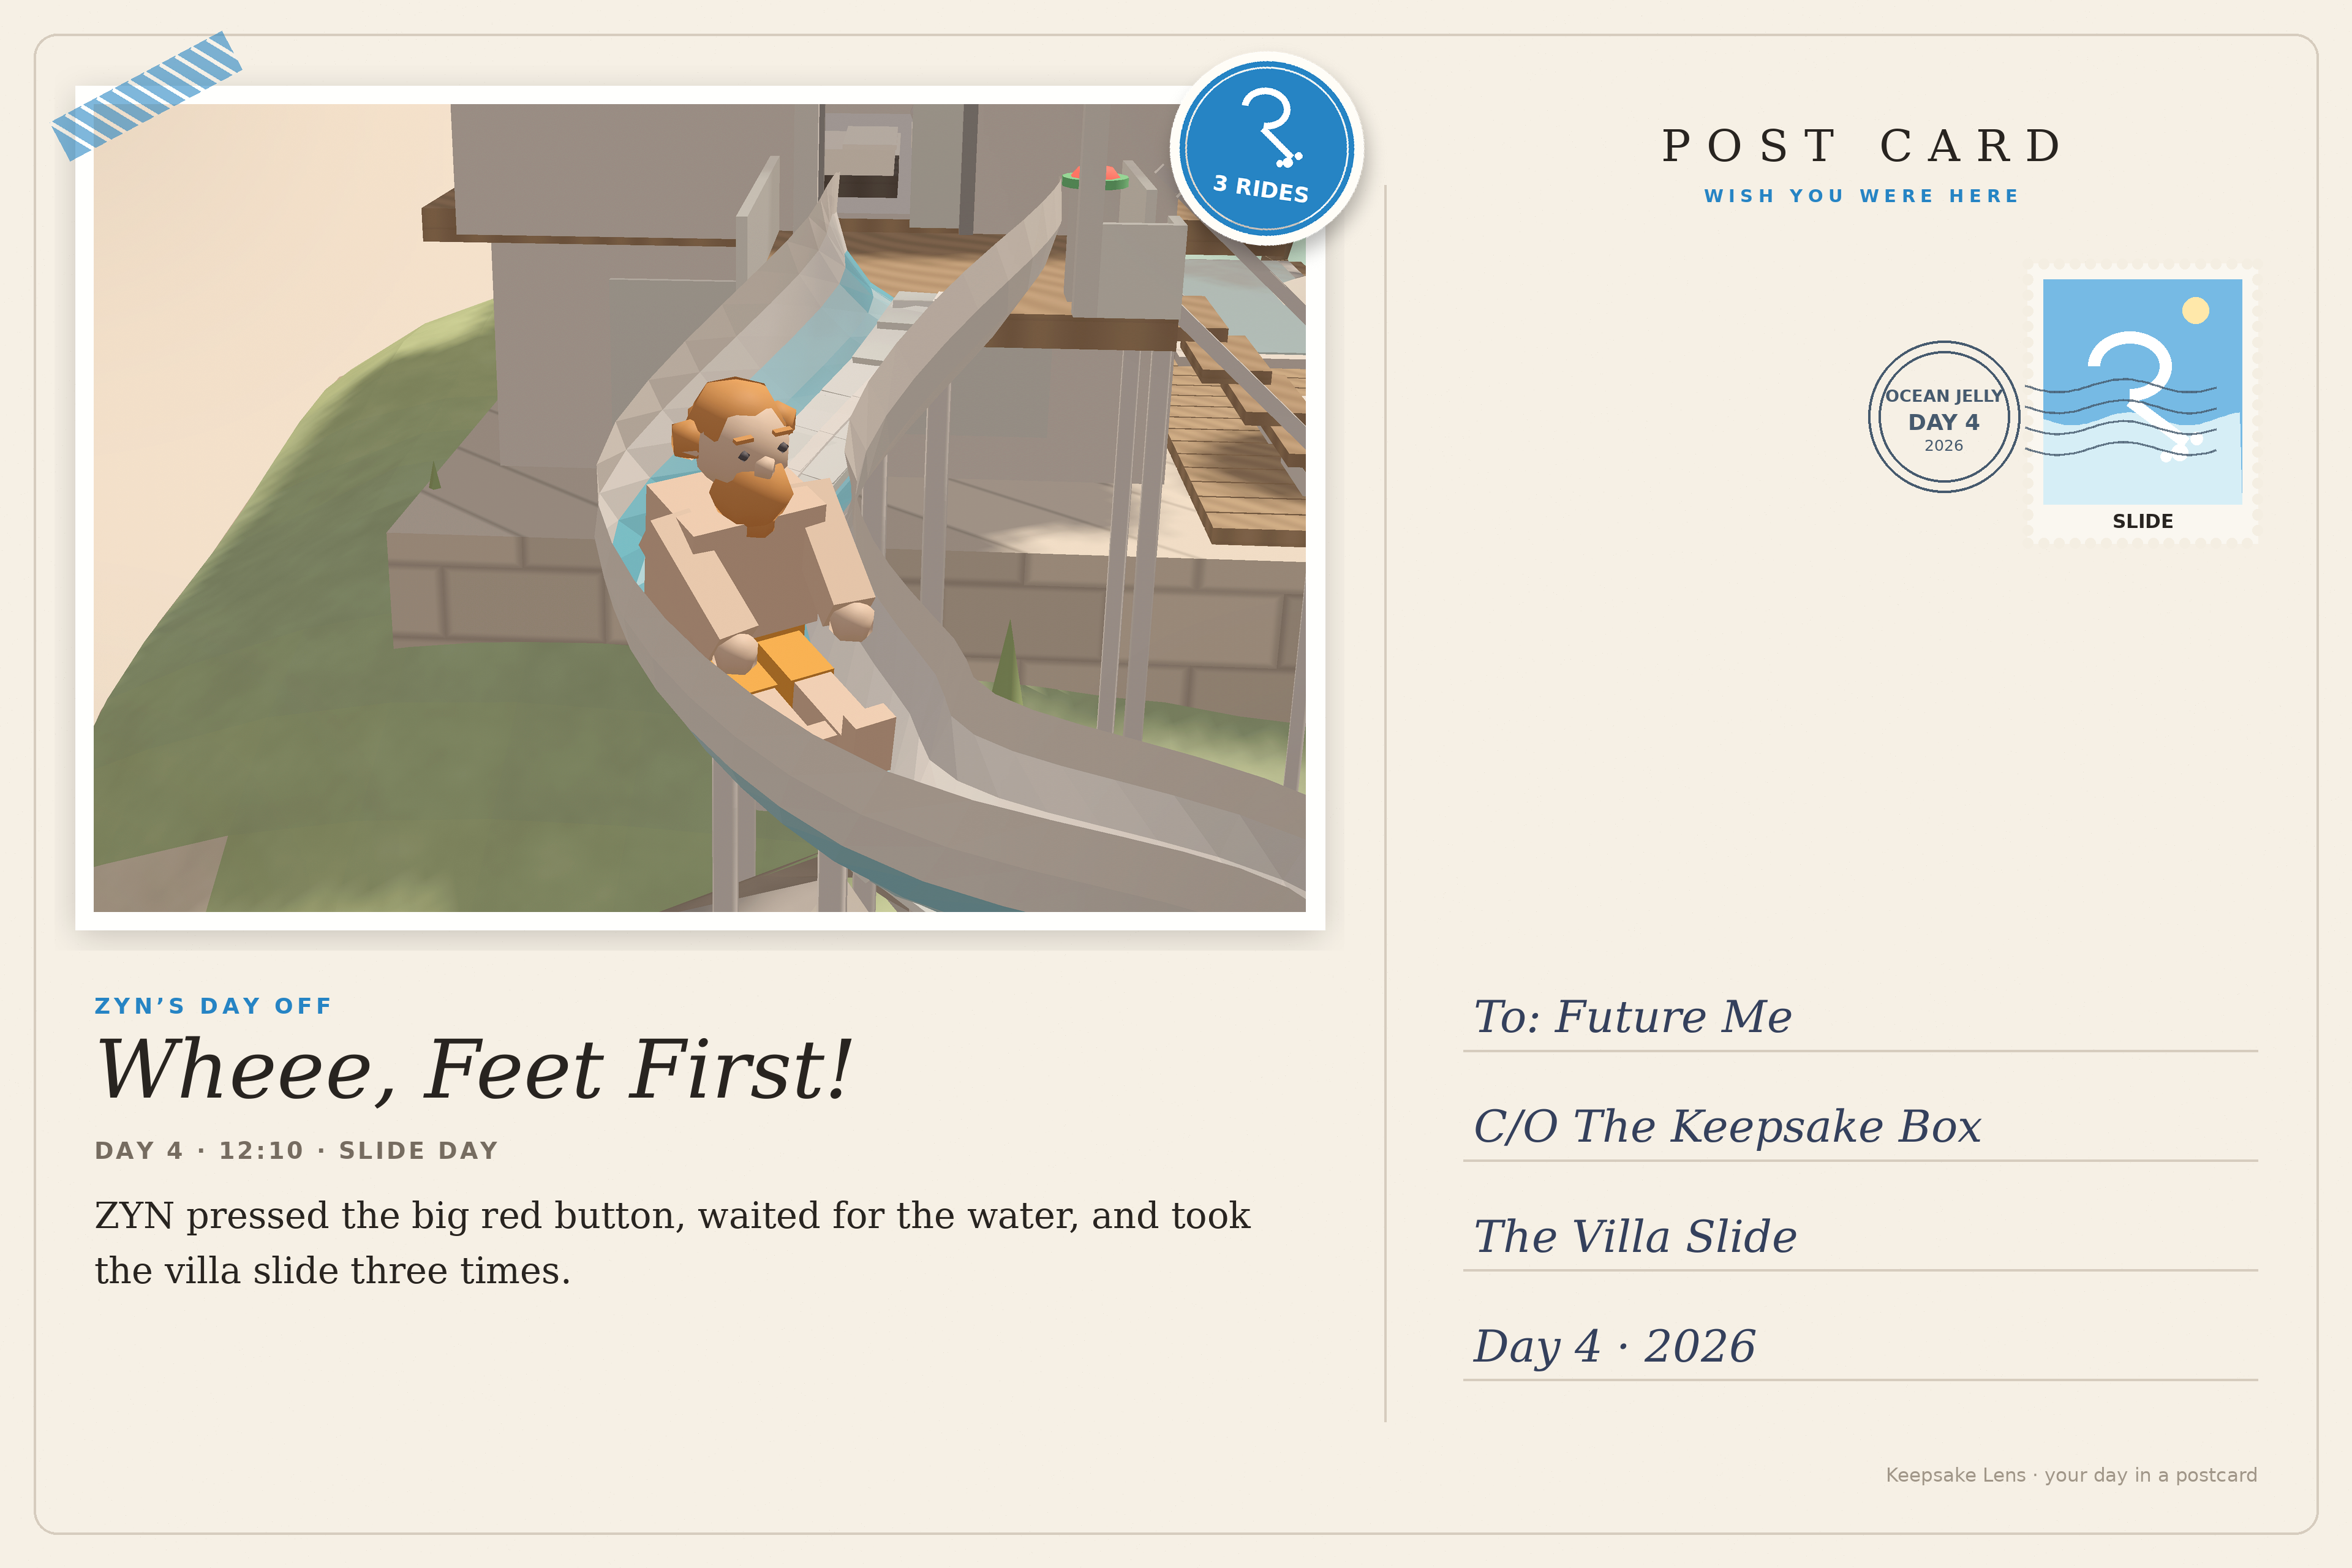 3 RIDES
POST CARD
WISH YOU WERE HERE
OCEAN JELLY
DAY 4
2026
SLIDE
ZYN’S DAY OFF
Wheee, Feet First!
DAY 4 · 12:10 · SLIDE DAY
ZYN pressed the big red button, waited for the water, and took
the villa slide three times.
To: Future Me
C/O The Keepsake Box
The Villa Slide
Day 4 · 2026
Keepsake Lens · your day in a postcard